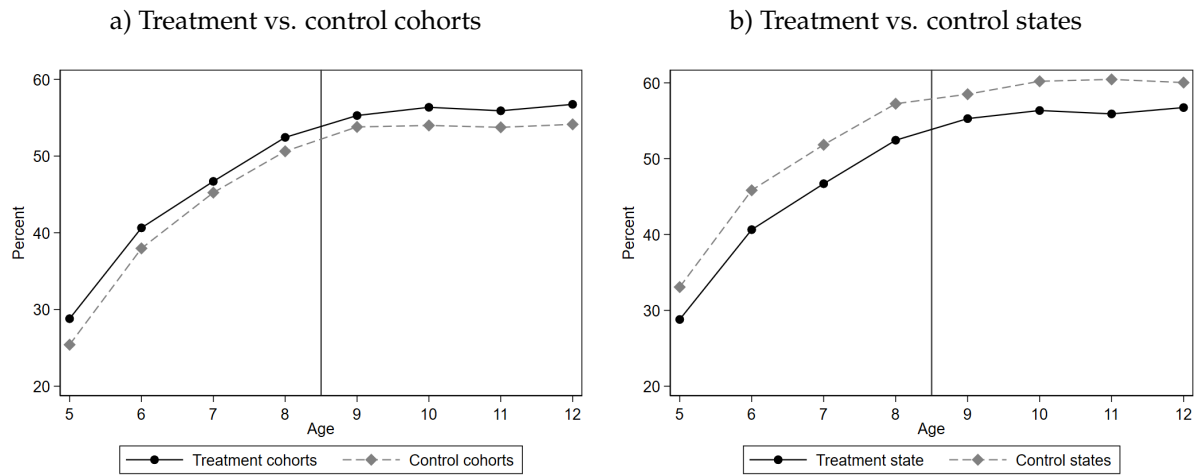 a) Treatment vs. control cohorts
60
50
40
30
20
Percent
5 6 7 8 9 10 11 12
Age
Treatment cohorts Control cohorts
b) Treatment vs. control states
60
50
40
30
20
Percent
5 6 7 8 9 10 11 12
Age
Treatment state Control states